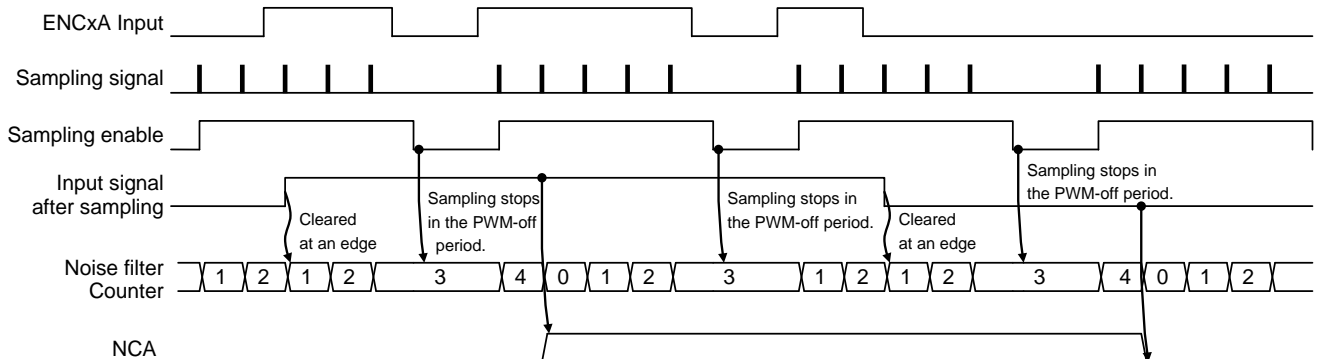 ENCxA Input
Sampling signal
Sampling enable
Input signal
after sampling
Cleared
at an edge
Sampling stops
in the PWM-off
period.
Sampling stops in
the PWM-off period.
Cleared
at an edge
Sampling stops in
the PWM-off period.
Noise filter
Counter
1 2 1 2 3 4 0 1 2 3 1 2 1 2 3 4 0 1 2
NCA